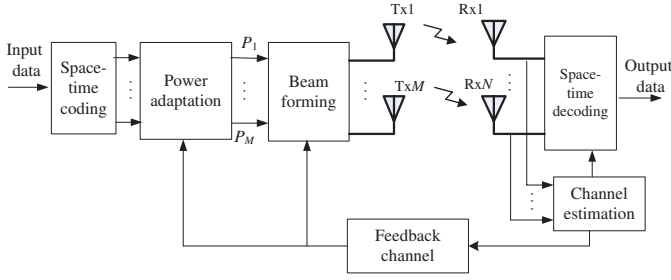 Input
data
Space-
time
coding
Power
adaptation
P1
PM
Beam
forming
Tx1
Rx1
TxM
RxN
Space-
time
decoding
Output
data
Channel
estimation
Feedback
channel